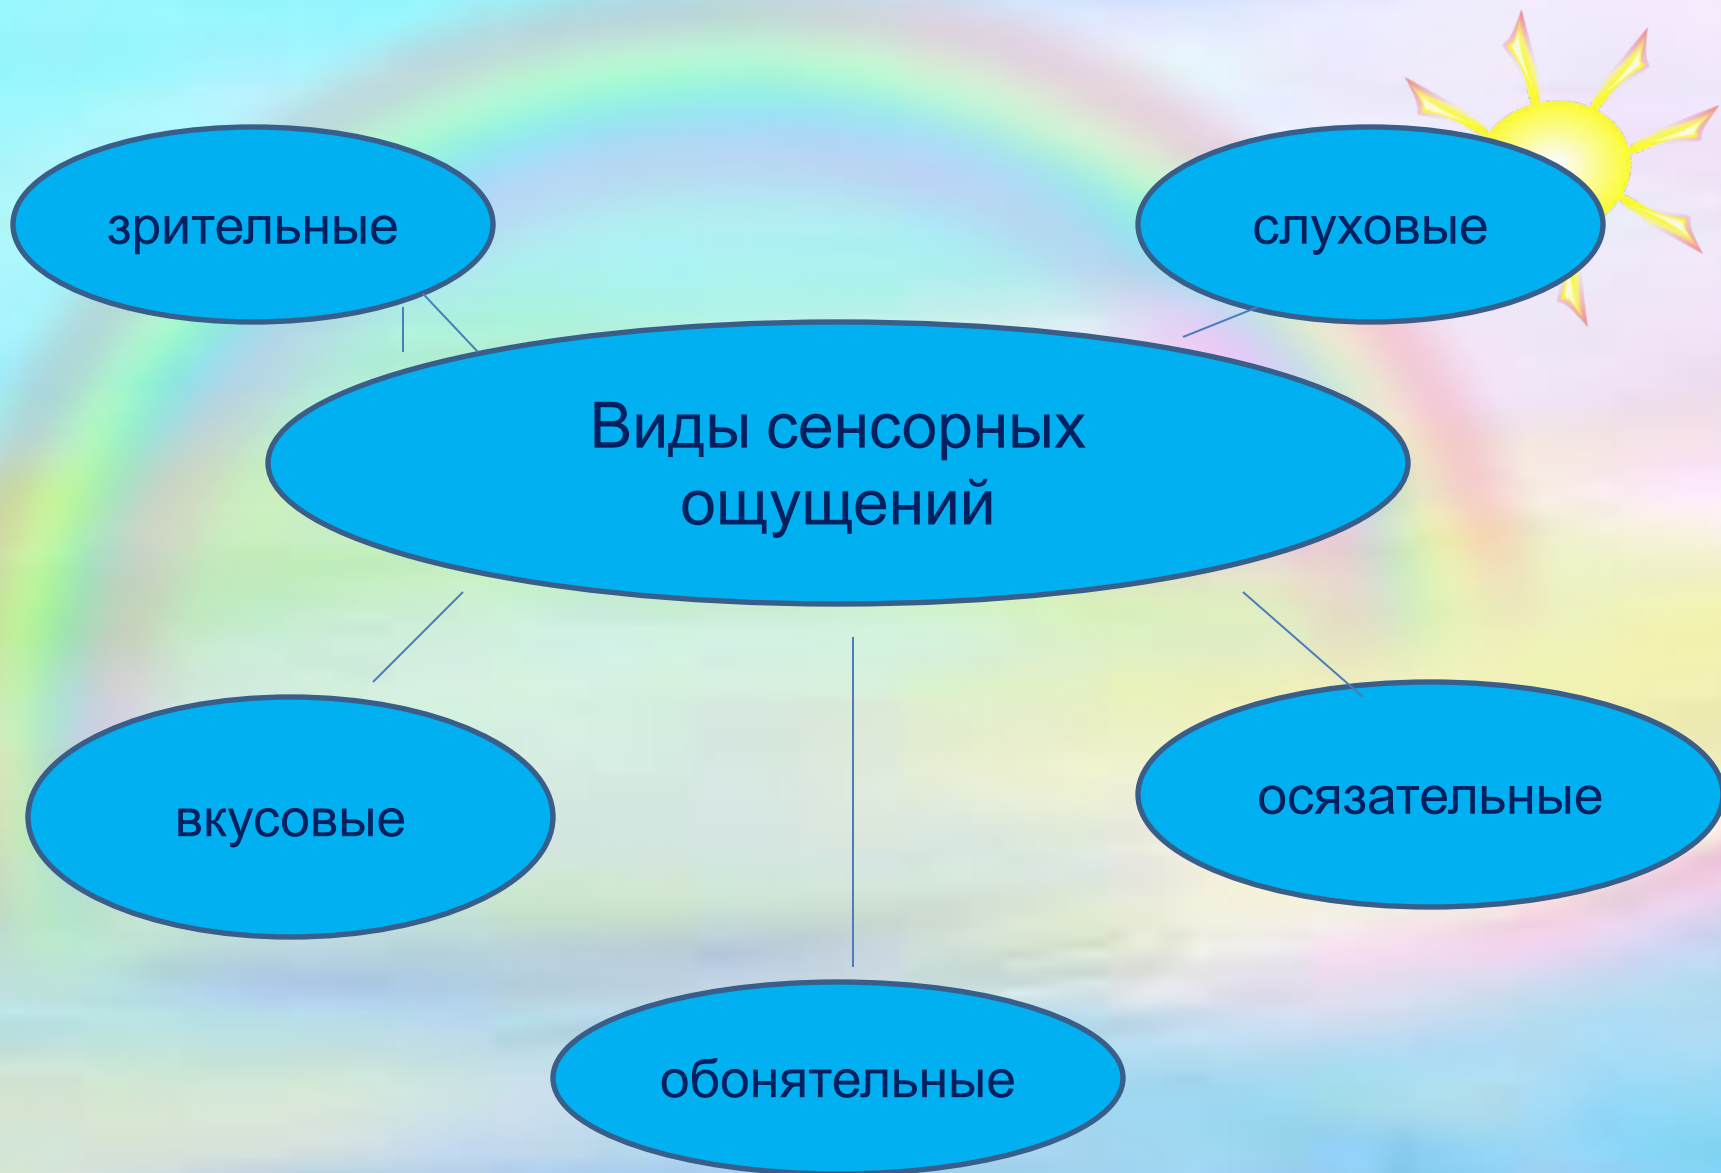 зрительные
слуховые
Виды сенсорных
ощущений
вкусовые
осязательные
обонятельные